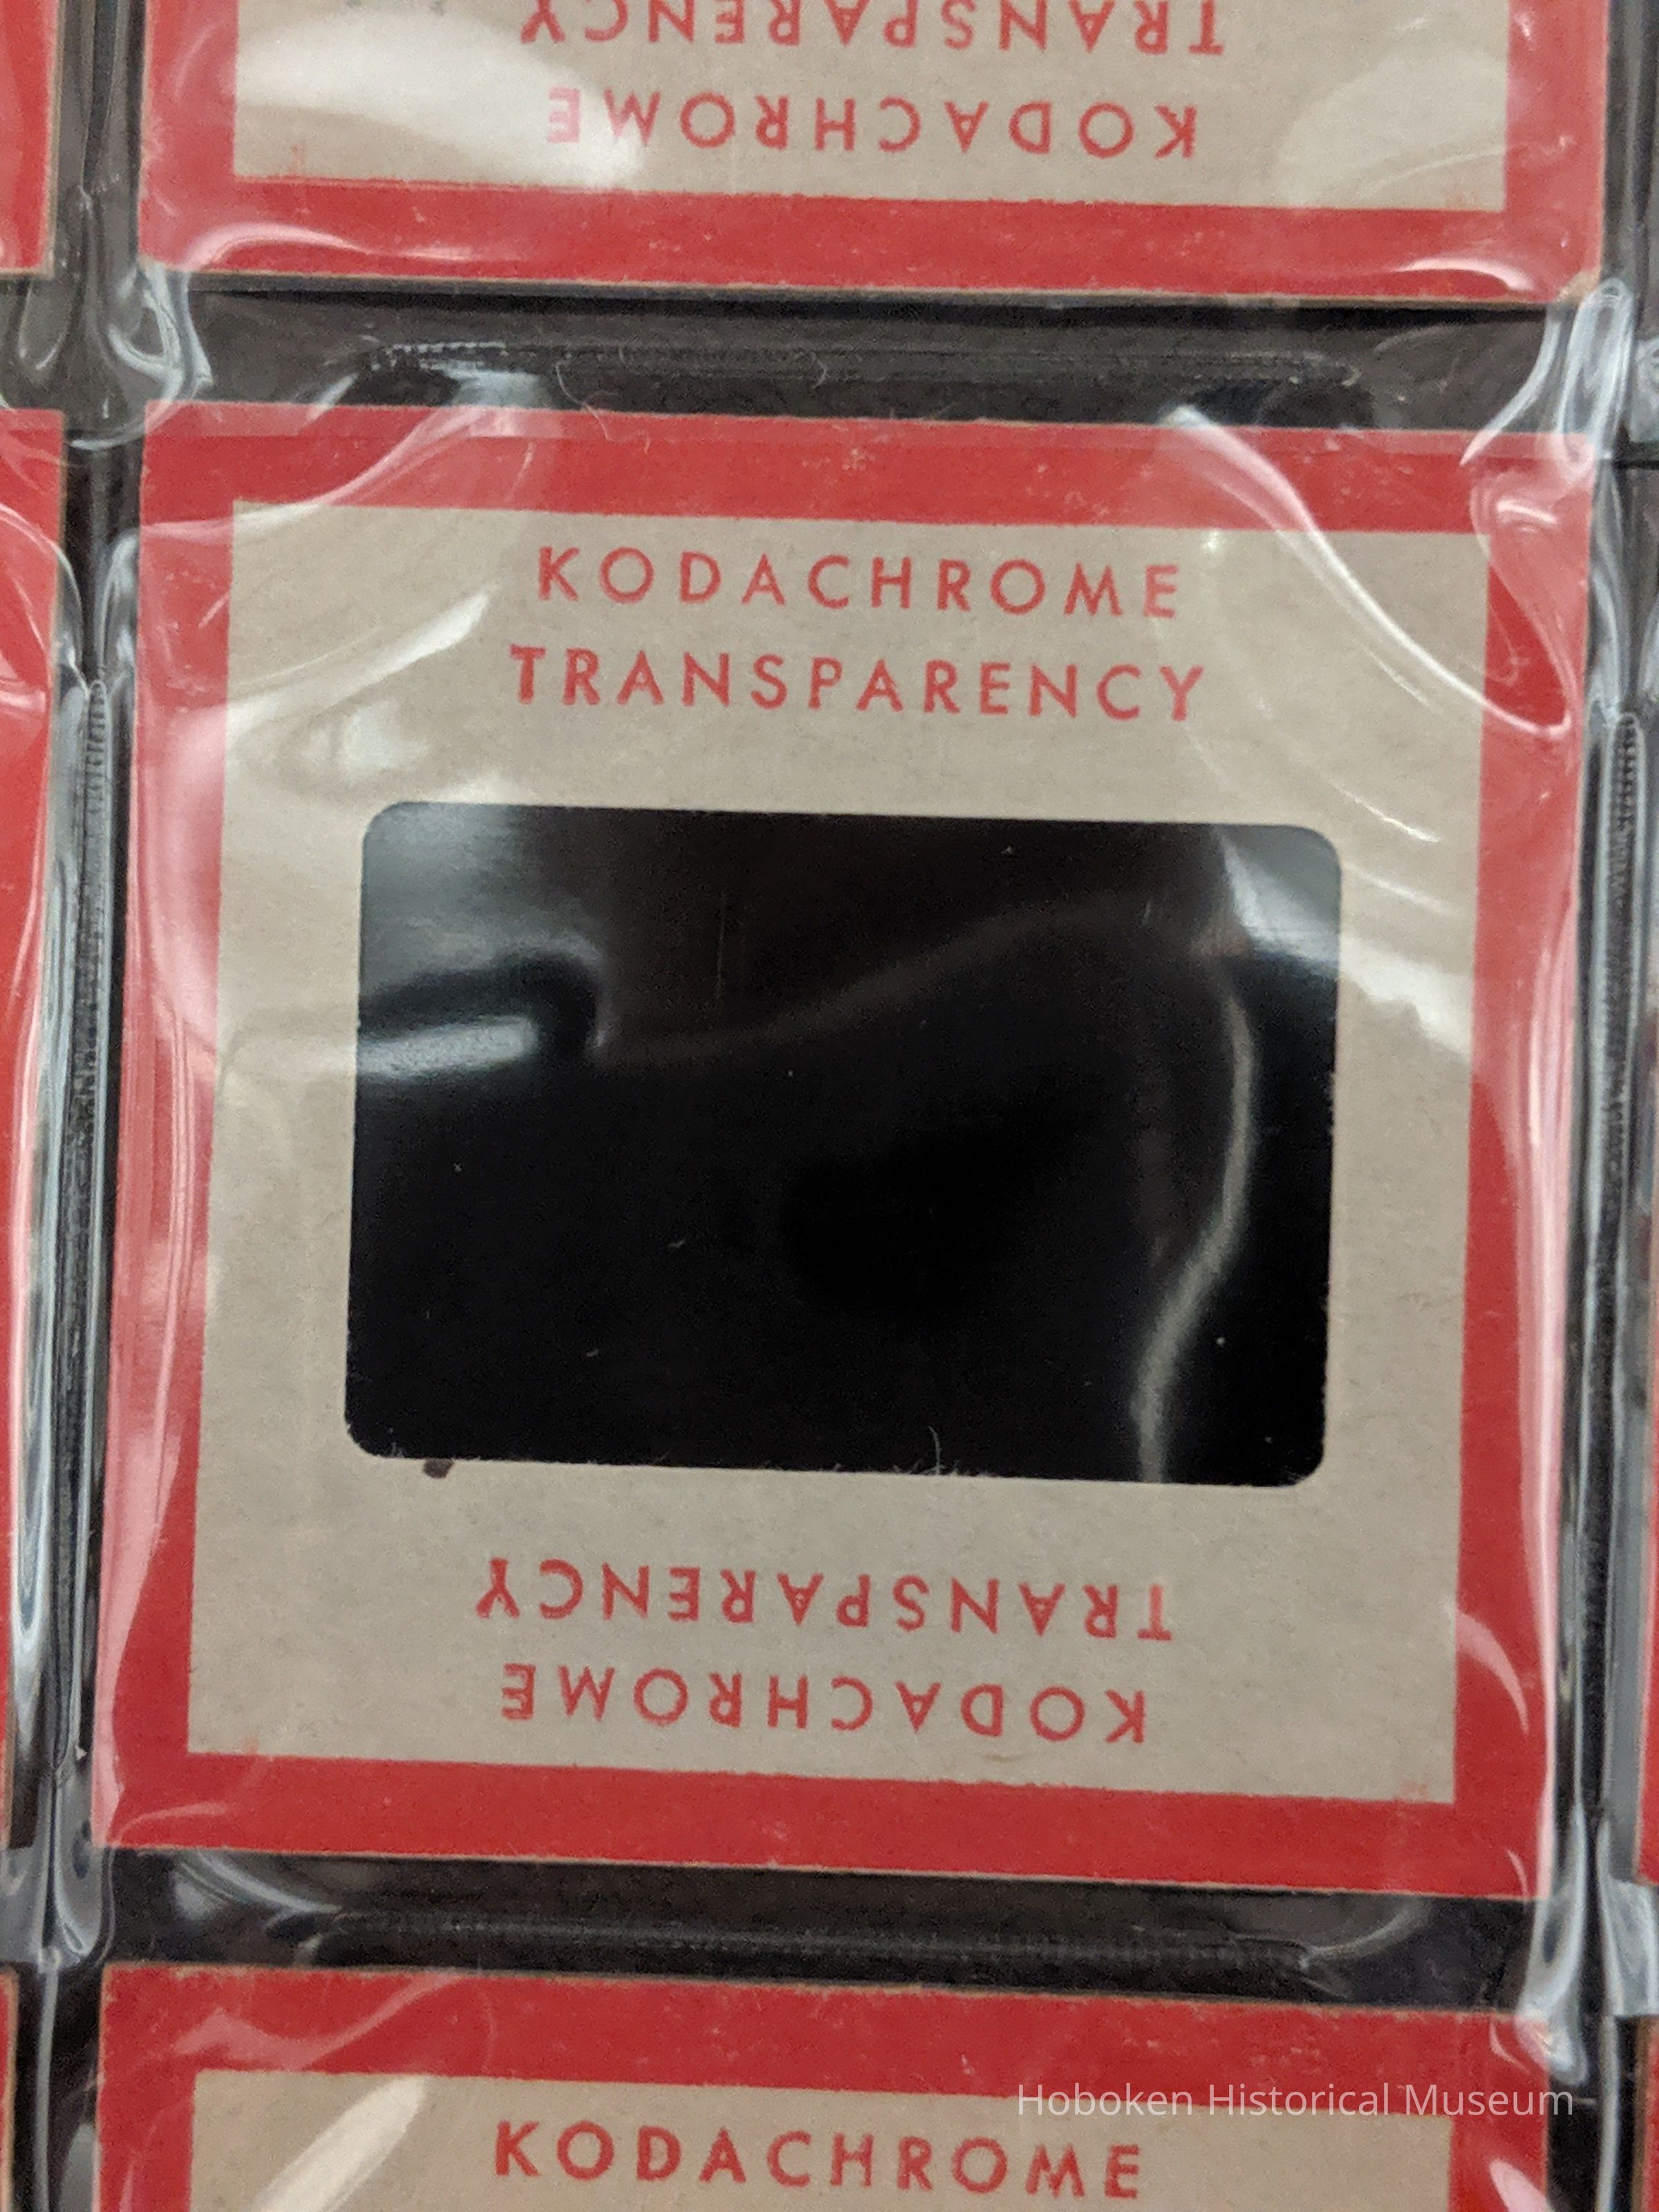 TRANSPARENCY
KODACHROME
KODACHROME
TRANSPARENCY
TRANSPARENCY
KODACHROME
Hoboken Historical Museum
KODACHROME